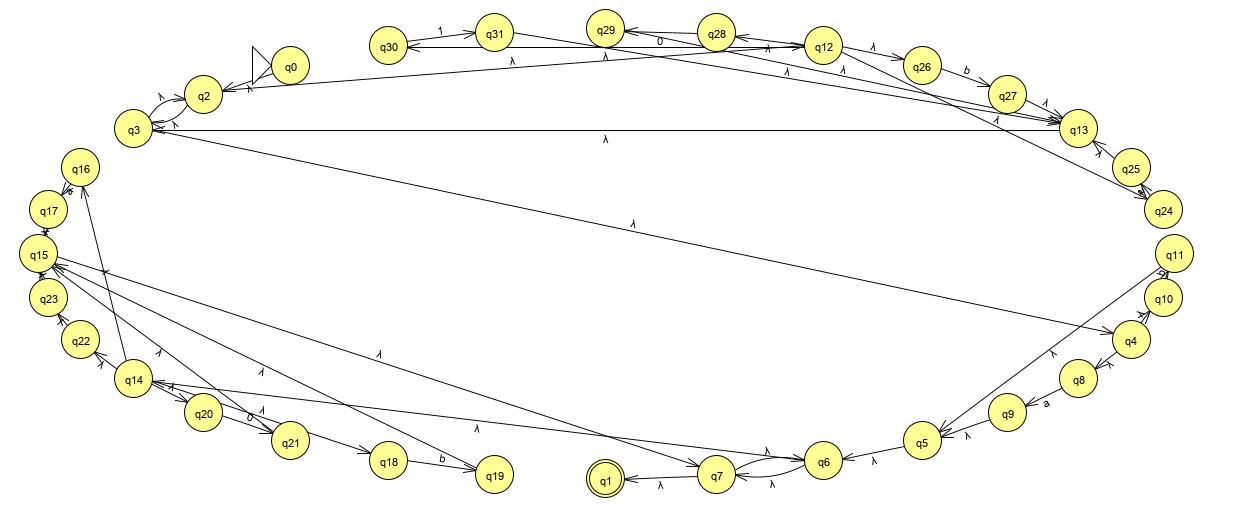 q30
1
q31
q29
0
q28
λ
q12
λ
q26
b
q27
λ
q0
λ
λ
λ
λ
λ
λ
q2
λ
λ
q3
λ
q13
λ
q16
a
q17
λ
q25
a
q24
λ
q15
q11
λ
q23
λ
q10
b
λ
q22
λ
q4
λ
λ
λ
λ
λ
q14
λ
q8
λ
a
q20
0
λ
q9
q21
λ
q5
λ
λ
q18
b
q19
λ
q6
λ
λ
q7
λ
q1